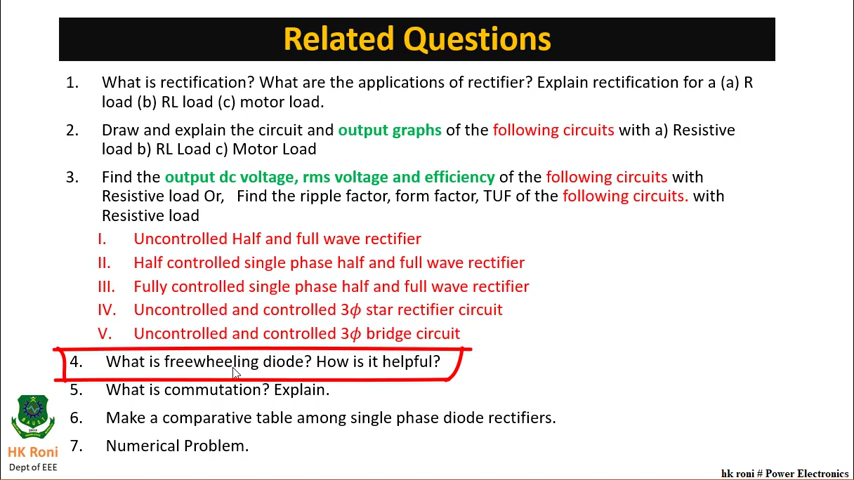 Related Questions
1. What is rectification? What are the applications of rectifier? Explain rectification for a (a) R
load (b) RL load (c) motor load.
2. Draw and explain the circuit and output graphs of the following circuits with a) Resistive
load b) RL Load c) Motor Load
3. Find the output dc voltage, rms voltage and efficiency of the following circuits with
Resistive load Or, Find the ripple factor, form factor, TUF of the following circuits. with
Resistive load
I. Uncontrolled Half and full wave rectifier
II. Half controlled single phase half and full wave rectifier
III. Fully controlled single phase half and full wave rectifier
IV. Uncontrolled and controlled 3ϕ star rectifier circuit
V. Uncontrolled and controlled 3ϕ bridge circuit
4. What is freewheeling diode? How is it helpful?
5. What is commutation? Explain.
6. Make a comparative table among single phase diode rectifiers.
7. Numerical Problem.
HK Roni
Dept of EEE
hk roni # Power Electronics